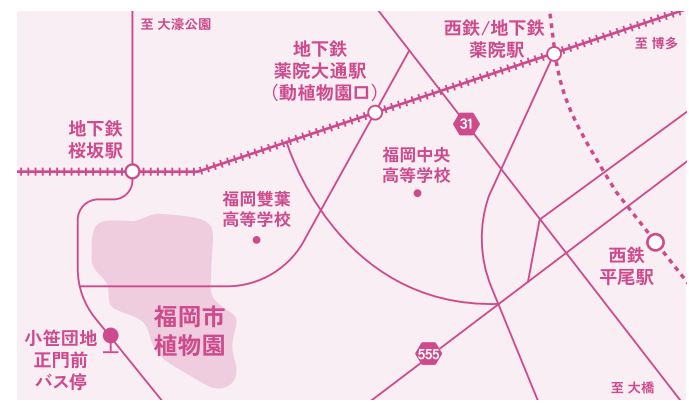 至 大濠公園
西鉄/地下鉄
薬院駅
至 博多
地下鉄
薬院大通駅
（動植物園口）
31
地下鉄
桜坂駅
福岡中央
高等学校
福岡雙葉
高等学校
西鉄
平尾駅
福岡市
植物園
小笹団地
正門前
バス停
555
至 大橋